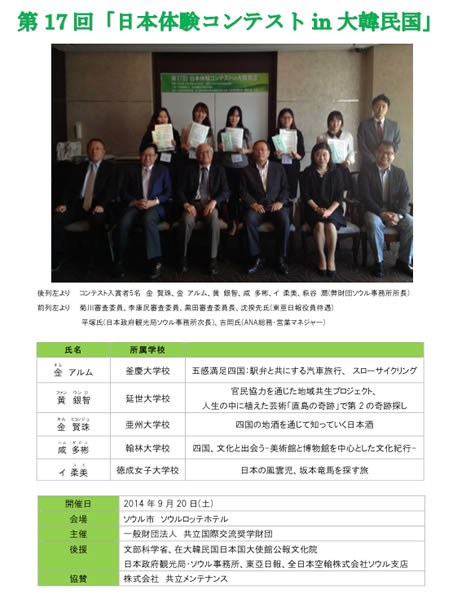 第 17 回「日本体験コンテスト in 大韓民国」
第17回 日本体験コンテストin大韓民国
後列左より コンテスト入賞者5名 金 賢珠、金 アルム、黄 銀智、咸 多彬、イ 柔美、萩谷 潤(弊財団ソウル事務所所長)
前列左より 菊川審査委員、李康民審査委員、黒田審査委員長、沈揆先氏(東亜日報役員待遇)
平塚氏(日本政府観光局ソウル事務所次長)、吉岡氏(ANA総務・営業マネジャー)
氏名 所属学校
キム
金 アルム 釜慶大学校 五感満足四国:駅弁と共にする汽車旅行、 スローサイクリング
ファン ウンジ
黄 銀智 延世大学校 官民協力を通じた地域共生プロジェクト、
人生の中に植えた芸術「直島の奇跡」で第 2 の奇跡探し
キム ヒョンジュ
金 賢珠 亜州大学校 四国の地酒を通じて知っていく日本酒
ハム ダビン
咸 多彬 翰林大学校 四国、文化と出会う-美術館と博物館を中心とした文化紀行-
イ 柔美 徳成女子大学校 日本の風雲児、坂本竜馬を探す旅
開催日 2014 年 9 月 20 日(土)
会場 ソウル市 ソウルロッテホテル
主催 一般財団法人 共立国際交流奨学財団
後援 文部科学省、在大韓民国日本国大使館公報文化院
日本政府観光局・ソウル事務所、東亞日報、全日本空輸株式会社ソウル支店
協賛 株式会社 共立メンテナンス